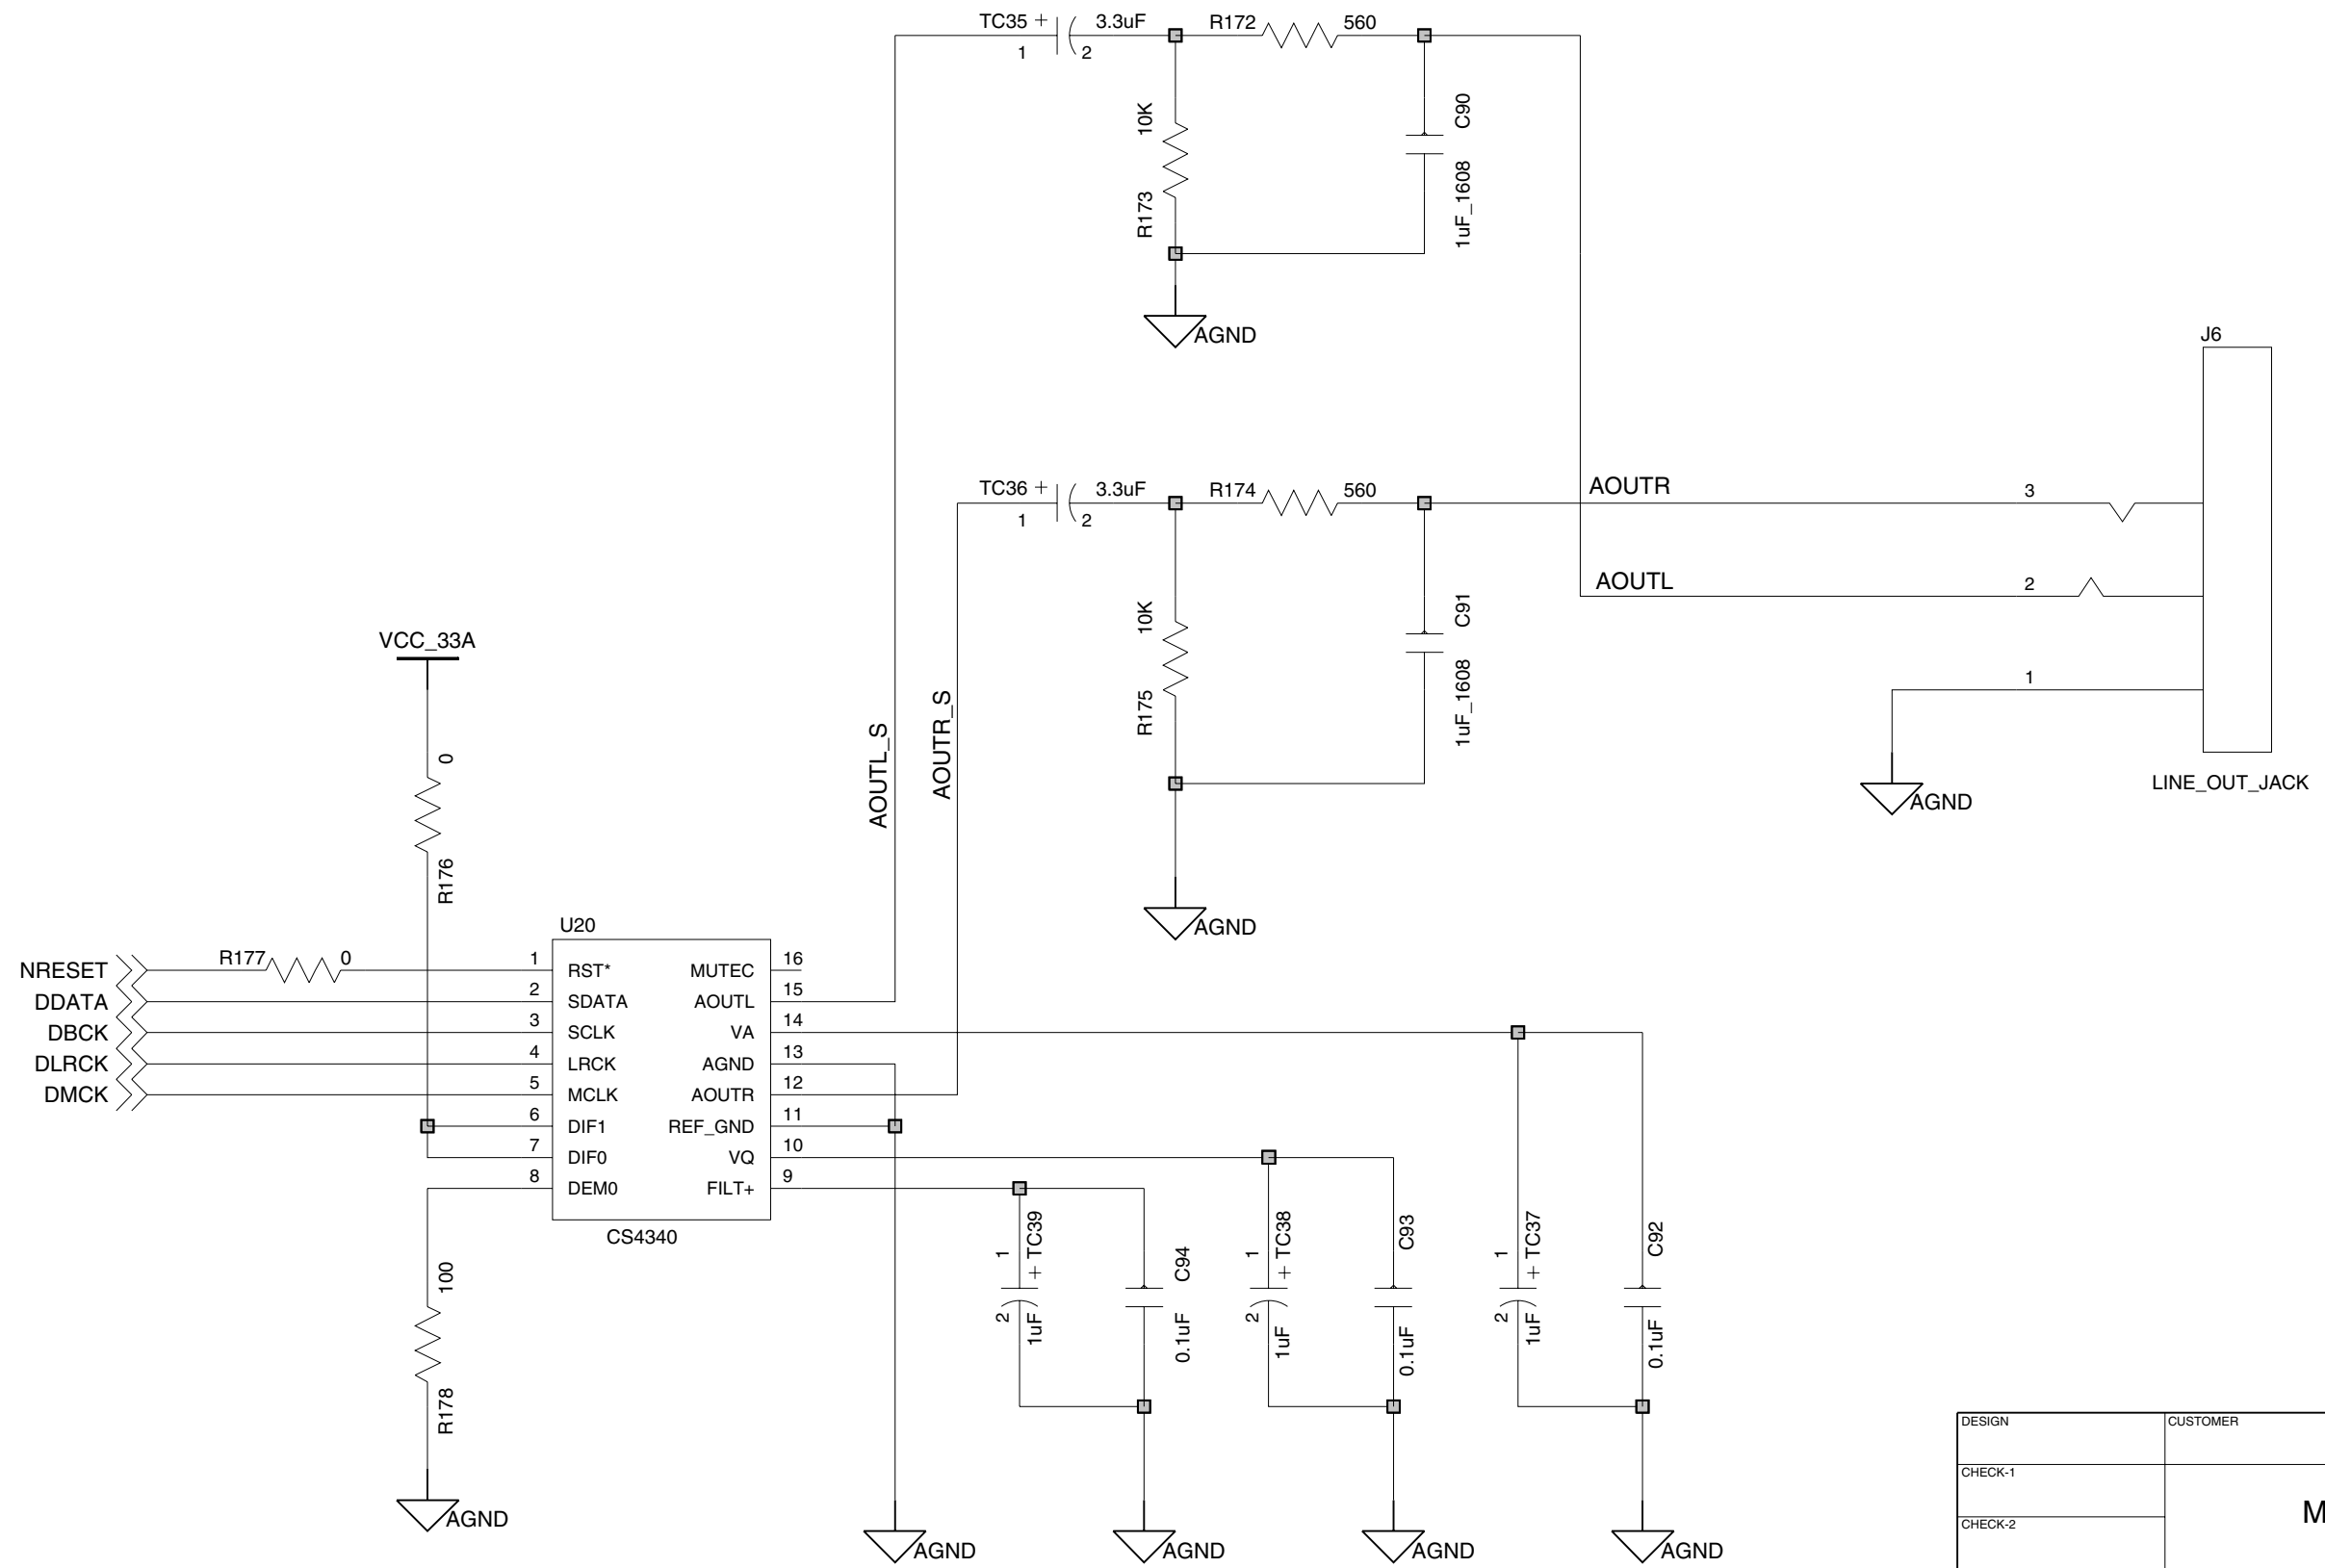 TC35 + 3.3uF R172 560
1 2
10K
R173
C90
1uF_1608
AGND
J6
TC36 + 3.3uF R174 560
1 2
AOUTR 3
AOUTL 2
1
10K
R175
C91
1uF_1608
AGND
AGND
LINE_OUT_JACK
VCC_33A
0
R176
AOUTL_S
AOUTR_S
U20
NRESET R177 0 1 RST* MUTEC 16
DDATA 2 SDATA AOUTL 15
DBCK 3 SCLK VA 14
DLRCK 4 LRCK AGND 13
DMCK 5 MCLK AOUTR 12
6 DIF1 REF_GND 11
7 DIF0 VQ 10
8 DEM0 FILT+ 9
CS4340
100
R178
AGND
1 + TC39
2 1uF
C94
0.1uF
1 + TC38
2 1uF
C93
0.1uF
1 + TC37
2 1uF
C92
0.1uF
AGND
AGND
AGND
AGND
DESIGN CUSTOMER
CHECK-1
M
CHECK-2